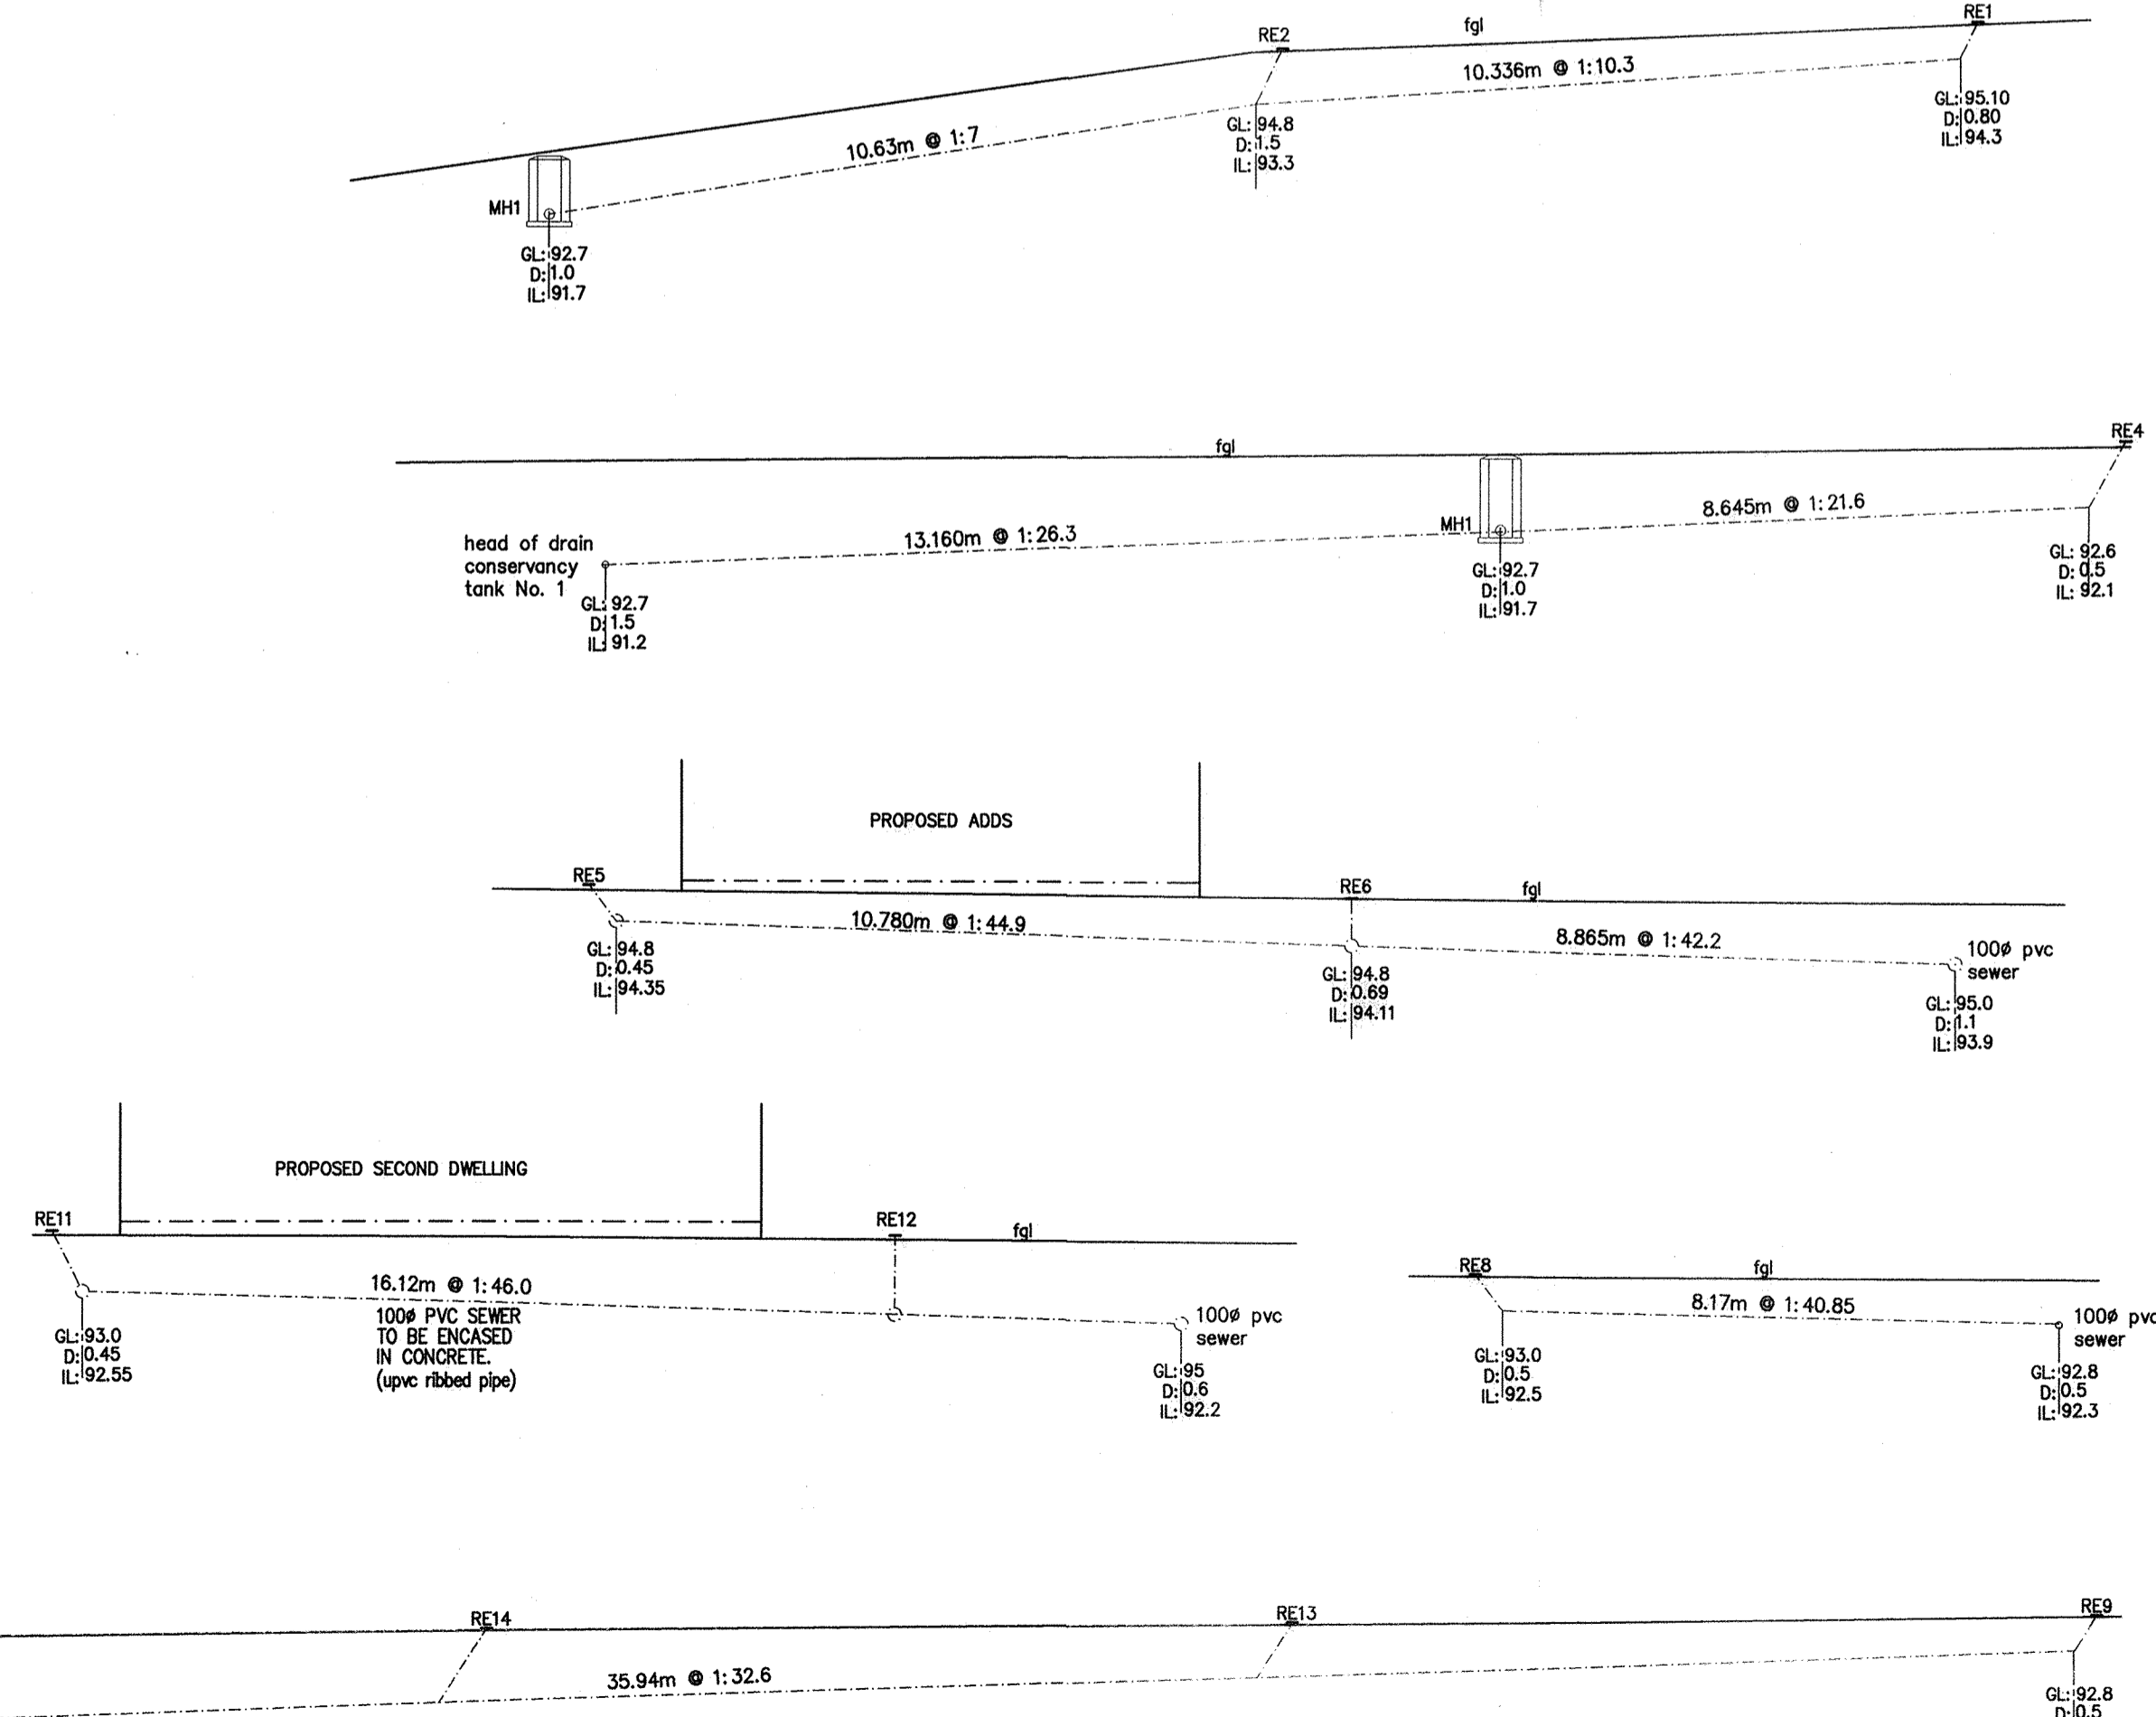 RE1
fgl
RE2
10.336m @ 1:10.3
GL: 95.10
D: 0.80
IL: 94.3
GL: 94.8
D: 1.5
IL: 93.3
10.63m @ 1:7
MH1
GL: 92.7
D: 1.0
IL: 91.7
RE4
fgl
8.645m @ 1:21.6
MH1
13.160m @ 1:26.3
head of drain
conservancy
tank No. 1
GL: 92.7
D: 1.5
IL: 91.2
GL: 92.7
D: 1.0
IL: 91.7
GL: 92.6
D: 0.5
IL: 92.1
PROPOSED ADDS
RE5
RE6
fgl
10.780m @ 1:44.9
8.865m @ 1:42.2
100ø pvc
sewer
GL: 94.8
D: 0.45
IL: 94.35
GL: 94.8
D: 0.69
IL: 94.11
GL: 95.0
D: 1.1
IL: 93.9
PROPOSED SECOND DWELLING
RE11
RE12
fgl
16.12m @ 1:46.0
100ø PVC SEWER
TO BE ENCASED
IN CONCRETE.
(upvc ribbed pipe)
100ø pvc
sewer
GL: 93.0
D: 0.45
IL: 92.55
GL: 95
D: 0.6
IL: 92.2
RE8
fgl
8.17m @ 1:40.85
100ø pvc
sewer
GL: 93.0
D: 0.5
IL: 92.5
GL: 92.8
D: 0.5
IL: 92.3
RE14
RE13
RE9
35.94m @ 1:32.6
GL: 92.8
D: 0.5